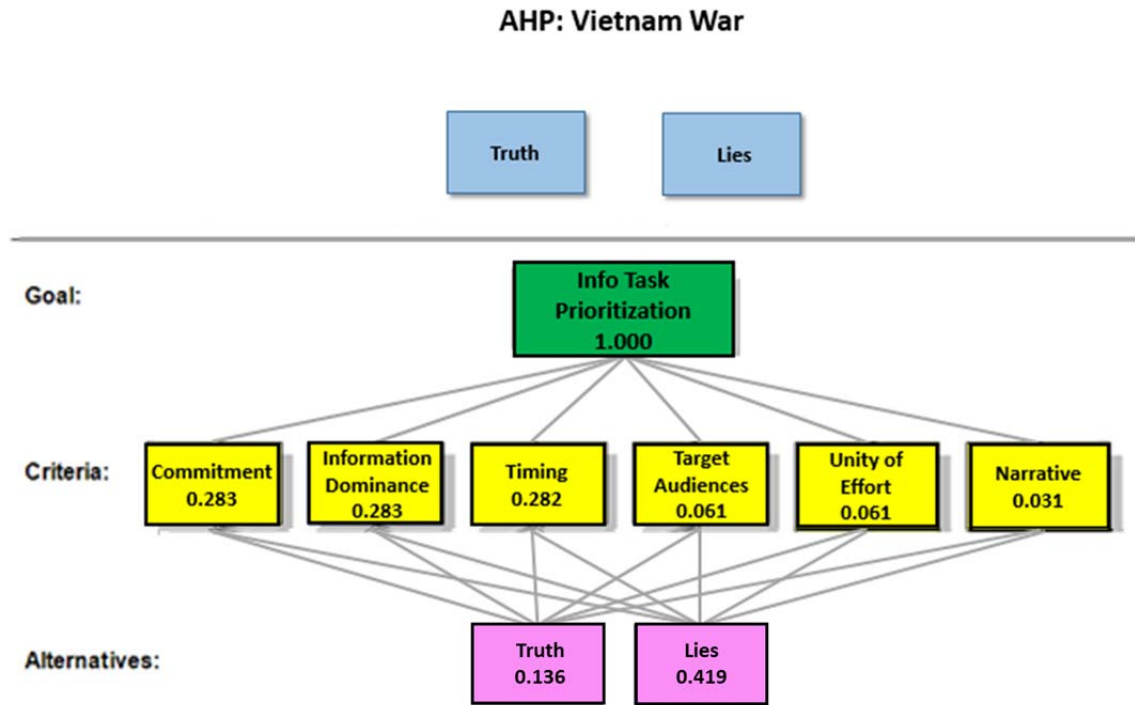 AHP: Vietnam War
Truth
Lies
Goal:
Info Task
Prioritization
1.000
Criteria:
Commitment
0.283
Information
Dominance
0.283
Timing
0.282
Target
Audiences
0.061
Unity of
Effort
0.061
Narrative
0.031
Alternatives:
Truth
0.136
Lies
0.419